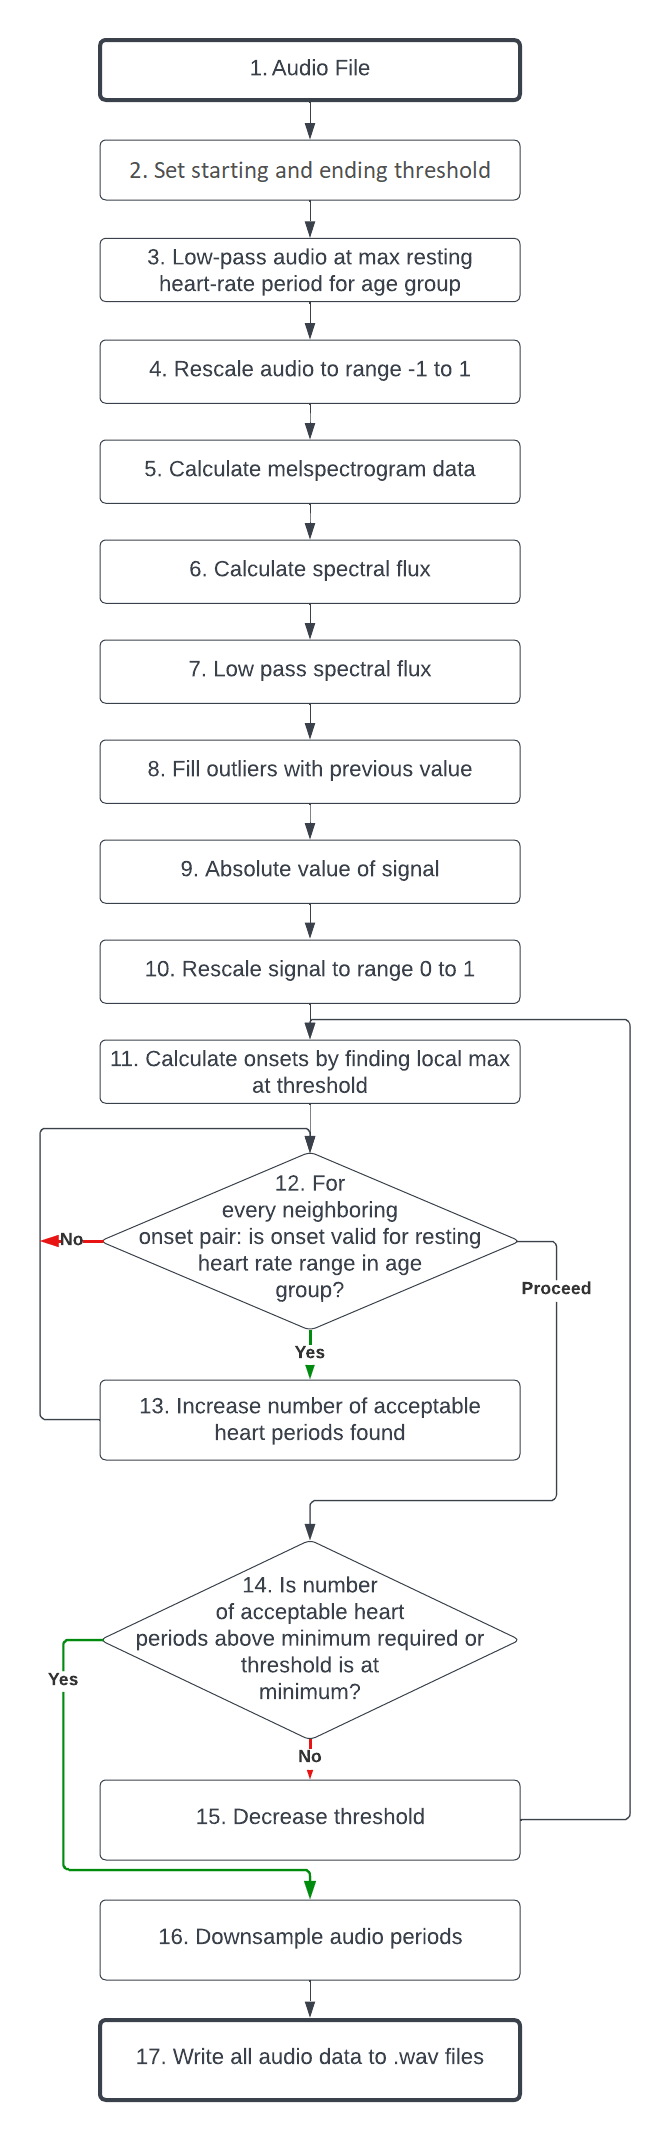 1. Audio File
2. Set starting and ending threshold
3. Low-pass audio at max resting
heart-rate period for age group
4. Rescale audio to range -1 to 1
5. Calculate melspectrogram data
6. Calculate spectral flux
7. Low pass spectral flux
8. Fill outliers with previous value
9. Absolute value of signal
10. Rescale signal to range 0 to 1
11. Calculate onsets by finding local max
at threshold
12. For
every neighboring
onset pair: is onset valid for resting
heart rate range in age
group?
No
Proceed
Yes
13. Increase number of acceptable
heart periods found
14. Is number
of acceptable heart
periods above minimum required or
threshold is at
minimum?
Yes
No
15. Decrease threshold
16. Downsample audio periods
17. Write all audio data to .wav files